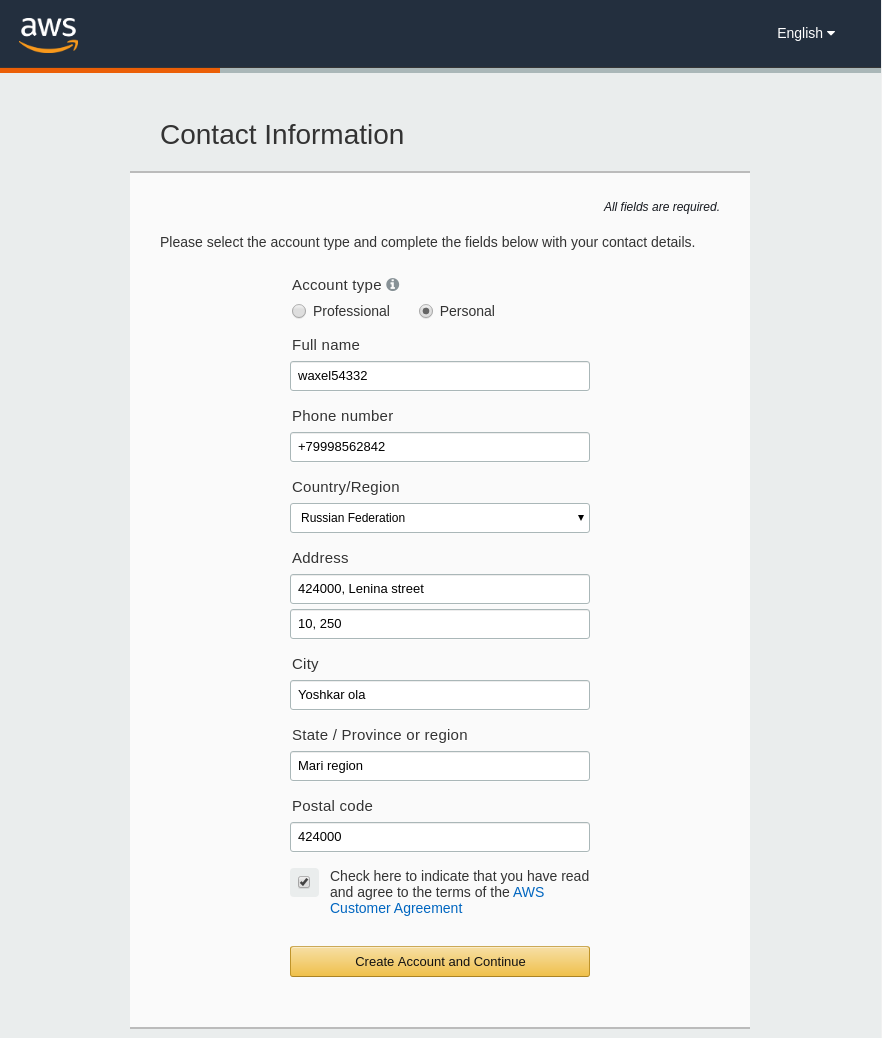 aws
English
Contact Information
All fields are required.
Please select the account type and complete the fields below with your contact details.
Account type
Professional Personal
Full name
waxel54332
Phone number
+79998562842
Country/Region
Russian Federation
Address
424000, Lenina street
10, 250
City
Yoshkar ola
State / Province or region
Mari region
Postal code
424000
Check here to indicate that you have read
and agree to the terms of the AWS
Customer Agreement
Create Account and Continue